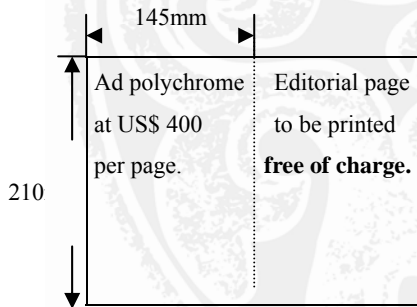 145mm
Ad polychrome
at US$ 400
per page.
Editorial page
to be printed
free of charge.
210